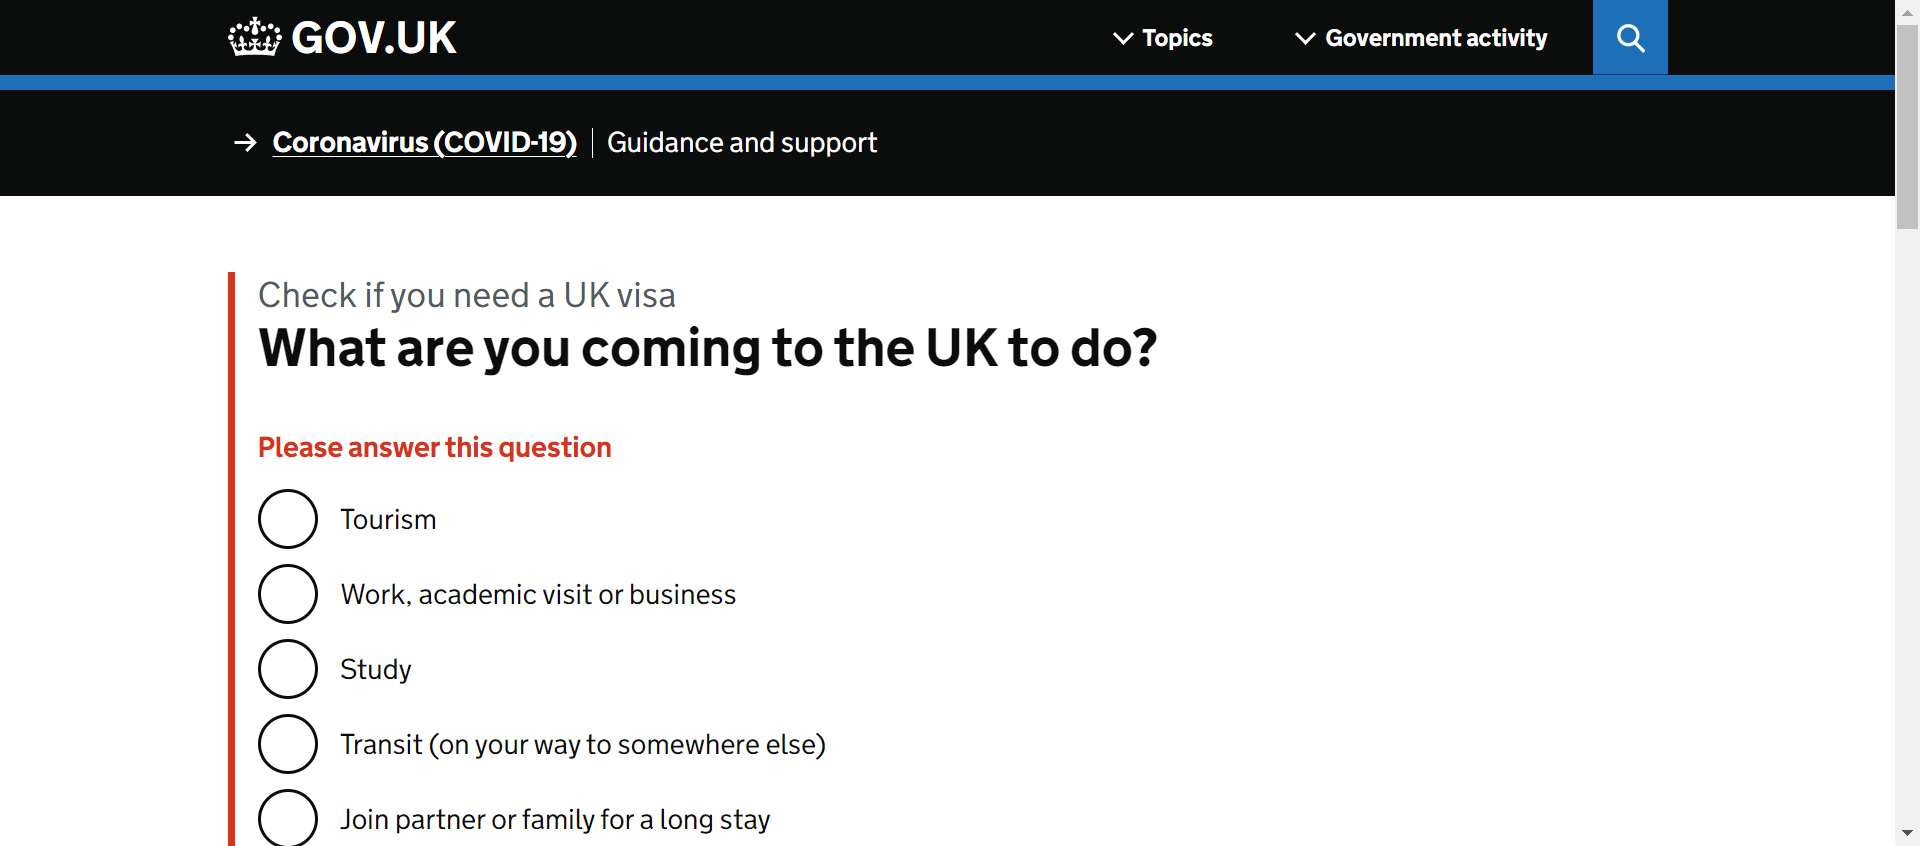 GOV.UK
Topics
Government activity
Coronavirus (COVID-19)
Guidance and support
Check if you need a UK visa
What are you coming to the UK to do?
Please answer this question
Tourism
Work, academic visit or business
Study
Transit (on your way to somewhere else)
Join partner or family for a long stay